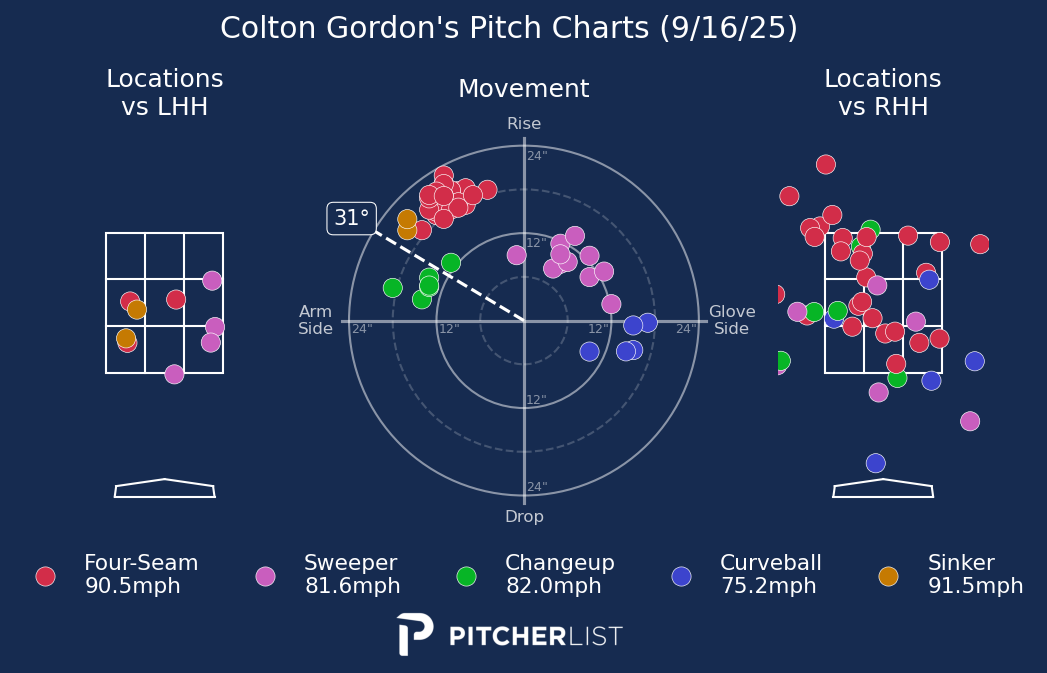 Colton Gordon's Pitch Charts (9/16/25)
Locations
vs LHH
Movement
Locations
vs RHH
Rise
24"
31°
12"
Arm
Side
24"
12"
12"
24"
Glove
Side
12"
24"
Drop
Four-Seam
90.5mph
Sweeper
81.6mph
Changeup
82.0mph
Curveball
75.2mph
Sinker
91.5mph
PITCHERLIST